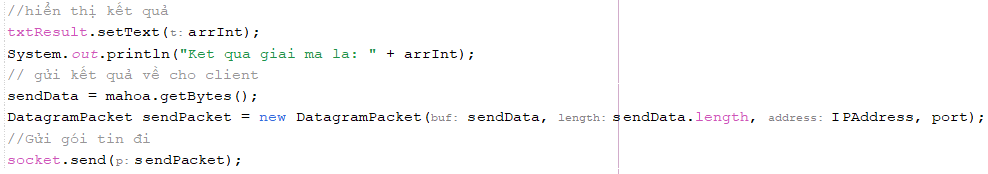 //hiển thị kết quả
txtResult.setText(t: arrInt);
System.out.println("Ket qua giai ma la: " + arrInt);
// gửi kết quả về cho client
sendData = mahoa.getBytes();
DatagramPacket sendPacket = new DatagramPacket(buf: sendData, length: sendData.length, address: IPAddress, port);
//Gửi gói tin đi
socket.send(p: sendPacket);